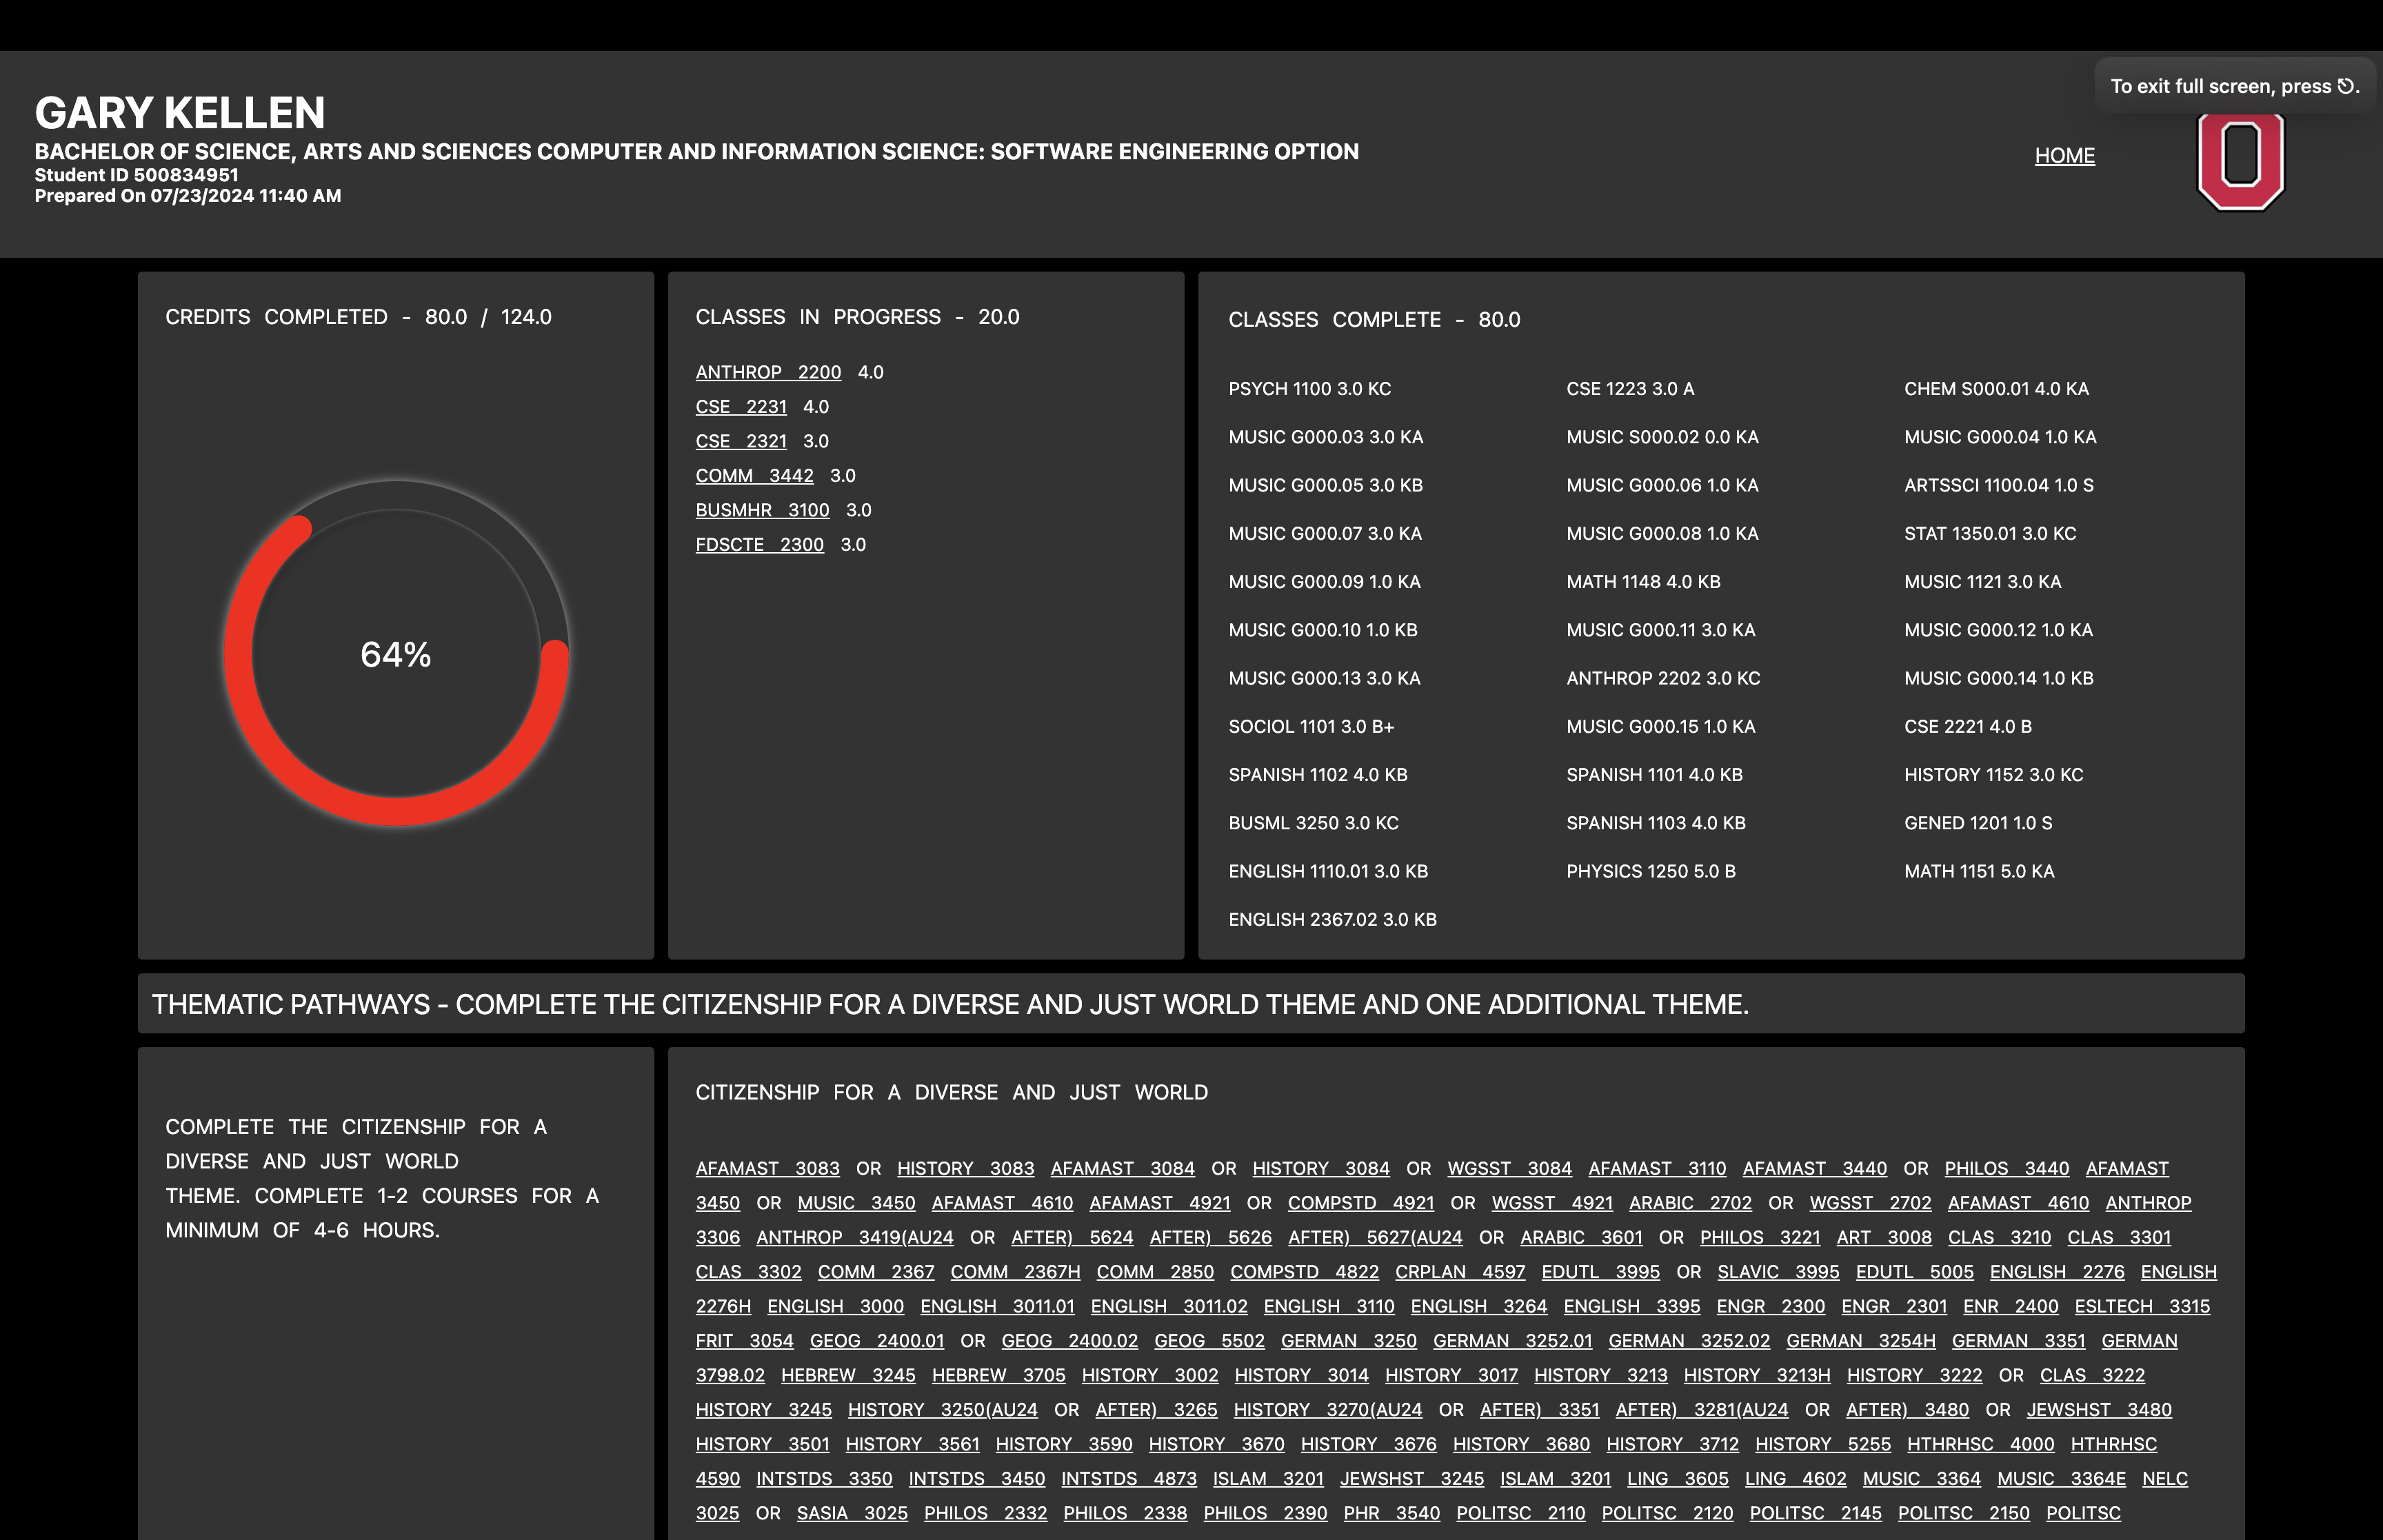 To exit full screen, press ⎋.
GARY KELLEN
BACHELOR OF SCIENCE, ARTS AND SCIENCES COMPUTER AND INFORMATION SCIENCE: SOFTWARE ENGINEERING OPTION
Student ID 500834951
Prepared On 07/23/2024 11:40 AM
HOME
O
CREDITS COMPLETED - 80.0 / 124.0
64%
CLASSES IN PROGRESS - 20.0
ANTHROP 2200 4.0
CSE 2231 4.0
CSE 2321 3.0
COMM 3442 3.0
BUSMHR 3100 3.0
FDSCTE 2300 3.0
CLASSES COMPLETE - 80.0
PSYCH 1100 3.0 KC CSE 1223 3.0 A CHEM S000.01 4.0 KA
MUSIC G000.03 3.0 KA MUSIC S000.02 0.0 KA MUSIC G000.04 1.0 KA
MUSIC G000.05 3.0 KB MUSIC G000.06 1.0 KA ARTSSCI 1100.04 1.0 S
MUSIC G000.07 3.0 KA MUSIC G000.08 1.0 KA STAT 1350.01 3.0 KC
MUSIC G000.09 1.0 KA MATH 1148 4.0 KB MUSIC 1121 3.0 KA
MUSIC G000.10 1.0 KB MUSIC G000.11 3.0 KA MUSIC G000.12 1.0 KA
MUSIC G000.13 3.0 KA ANTHROP 2202 3.0 KC MUSIC G000.14 1.0 KB
SOCIOL 1101 3.0 B+ MUSIC G000.15 1.0 KA CSE 2221 4.0 B
SPANISH 1102 4.0 KB SPANISH 1101 4.0 KB HISTORY 1152 3.0 KC
BUSML 3250 3.0 KC SPANISH 1103 4.0 KB GENED 1201 1.0 S
ENGLISH 1110.01 3.0 KB PHYSICS 1250 5.0 B MATH 1151 5.0 KA
ENGLISH 2367.02 3.0 KB
THEMATIC PATHWAYS - COMPLETE THE CITIZENSHIP FOR A DIVERSE AND JUST WORLD THEME AND ONE ADDITIONAL THEME.
COMPLETE THE CITIZENSHIP FOR A
DIVERSE AND JUST WORLD
THEME. COMPLETE 1-2 COURSES FOR A
MINIMUM OF 4-6 HOURS.
CITIZENSHIP FOR A DIVERSE AND JUST WORLD
AFAMAST 3083 OR HISTORY 3083 AFAMAST 3084 OR HISTORY 3084 OR WGSST 3084 AFAMAST 3110 AFAMAST 3440 OR PHILOS 3440 AFAMAST
3450 OR MUSIC 3450 AFAMAST 4610 AFAMAST 4921 OR COMPSTD 4921 OR WGSST 4921 ARABIC 2702 OR WGSST 2702 AFAMAST 4610 ANTHROP
3306 ANTHROP 3419(AU24 OR AFTER) 5624 AFTER) 5626 AFTER) 5627(AU24 OR ARABIC 3601 OR PHILOS 3221 ART 3008 CLAS 3210 CLAS 3301
CLAS 3302 COMM 2367 COMM 2367H COMM 2850 COMPSTD 4822 CRPLAN 4597 EDUTL 3995 OR SLAVIC 3995 EDUTL 5005 ENGLISH 2276 ENGLISH
2276H ENGLISH 3000 ENGLISH 3011.01 ENGLISH 3011.02 ENGLISH 3110 ENGLISH 3264 ENGLISH 3395 ENGR 2300 ENGR 2301 ENR 2400 ESLTECH 3315
FRIT 3054 GEOG 2400.01 OR GEOG 2400.02 GEOG 5502 GERMAN 3250 GERMAN 3252.01 GERMAN 3252.02 GERMAN 3254H GERMAN 3351 GERMAN
3798.02 HEBREW 3245 HEBREW 3705 HISTORY 3002 HISTORY 3014 HISTORY 3017 HISTORY 3213 HISTORY 3213H HISTORY 3222 OR CLAS 3222
HISTORY 3245 HISTORY 3250(AU24 OR AFTER) 3265 HISTORY 3270(AU24 OR AFTER) 3351 AFTER) 3281(AU24 OR AFTER) 3480 OR JEWSHST 3480
HISTORY 3501 HISTORY 3561 HISTORY 3590 HISTORY 3670 HISTORY 3676 HISTORY 3680 HISTORY 3712 HISTORY 5255 HTHRHSC 4000 HTHRHSC
4590 INTSTDS 3350 INTSTDS 3450 INTSTDS 4873 ISLAM 3201 JEWSHST 3245 ISLAM 3201 LING 3605 LING 4602 MUSIC 3364 MUSIC 3364E NELC
3025 OR SASIA 3025 PHILOS 2332 PHILOS 2338 PHILOS 2390 PHR 3540 POLITSC 2110 POLITSC 2120 POLITSC 2145 POLITSC 2150 POLITSC